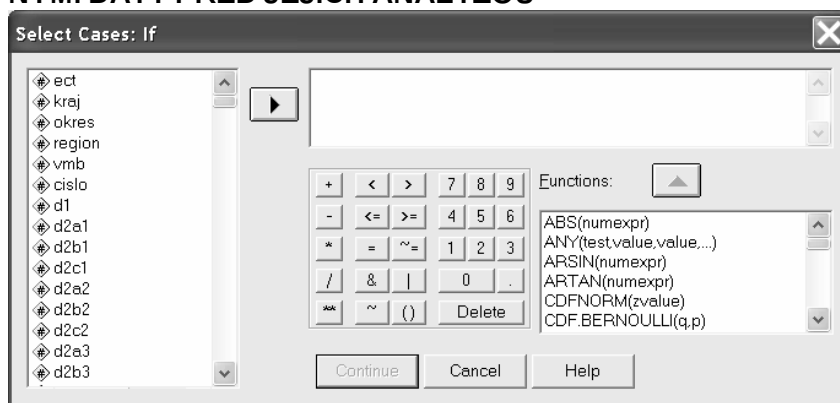 Select Cases: If
ect
kraj
okres
region
vmb
cislo
d1
d2a1
d2b1
d2c1
d2a2
d2b2
d2c2
d2a3
d2b3
+ < > 7 8 9
- <= >= 4 5 6
* = ~= 1 2 3
/ & | 0 .
** ~ () Delete
Functions:
ABS(numexpr)
ANY(test,value,value,...)
ARSIN(numexpr)
ARTAN(numexpr)
CDFNORM(zvalue)
CDF.BERNOULLI(q,p)
Continue Cancel Help